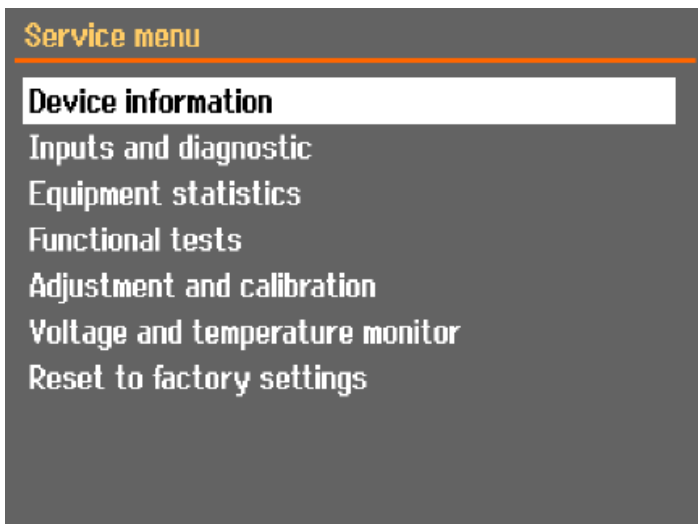 Service menu
Device information
Inputs and diagnostic
Equipment statistics
Functional tests
Adjustment and calibration
Voltage and temperature monitor
Reset to factory settings